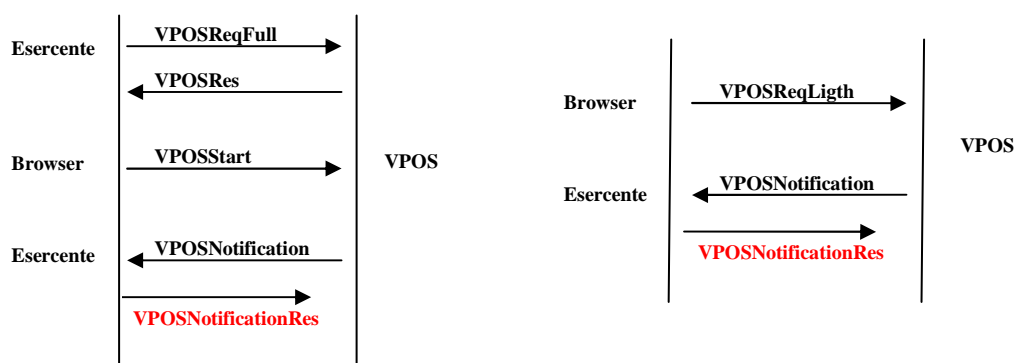 Esercente
VPOSReqFull
VPOSRes
Browser
VPOSStart
VPOS
Esercente
VPOSNotification
VPOSNotificationRes
Browser
VPOSReqLigth
VPOS
Esercente
VPOSNotification
VPOSNotificationRes